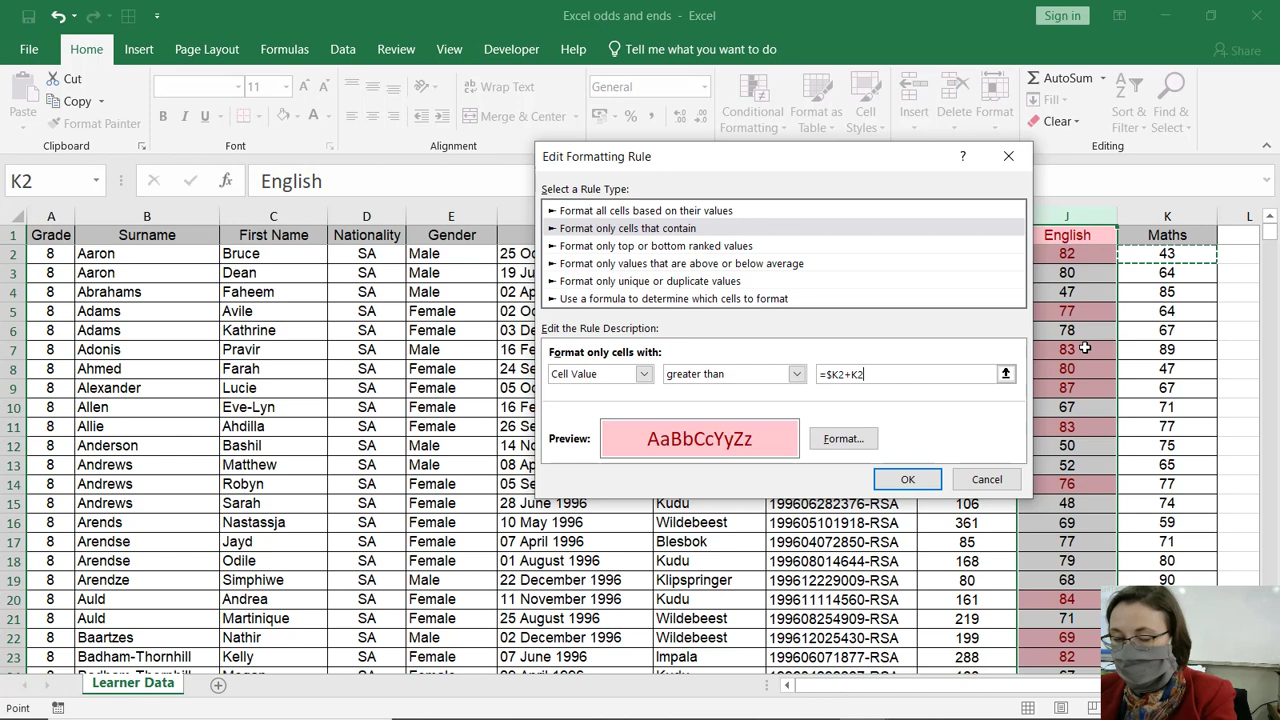 Excel odds and ends - Excel
Sign in
File Home Insert Page Layout Formulas Data Review View Developer Help Tell me what you want to do Share
Paste Cut Copy Format Painter Clipboard
11 B I U A Font
Wrap Text Merge & Center Alignment
General %
Conditional Formatting Format as Table Cell Styles
Insert Delete Format
AutoSum Fill Clear Sort & Filter Find & Select Editing
K2 fx English
Edit Formatting Rule ?
Select a Rule Type:
► Format all cells based on their values
► Format only cells that contain
► Format only top or bottom ranked values
► Format only values that are above or below average
► Format only unique or duplicate values
► Use a formula to determine which cells to format
Edit the Rule Description:
Format only cells with:
Cell Value greater than =$K2+K2
Preview: AaBbCcYyZz Format...
OK Cancel
A B C D E J K L
1 Grade Surname First Name Nationality Gender English Maths
2 8 Aaron Bruce SA Male 25 Oc 82 43
3 8 Aaron Dean SA Male 19 Ju 80 64
4 8 Abrahams Faheem SA Male 02 Ap 47 85
5 8 Adams Avile SA Female 02 Oc 77 64
6 8 Adams Kathrine SA Female 03 De 78 67
7 8 Adonis Pravir SA Male 16 Fe 83 89
8 8 Ahmed Farah SA Female 24 Se 80 47
9 8 Alexander Lucie SA Female 05 Oc 87 67
10 8 Allen Eve-Lyn SA Female 16 Fe 67 71
11 8 Allie Ahdilla SA Female 26 Se 83 77
12 8 Anderson Bashil SA Male 14 No 50 75
13 8 Andrews Matthew SA Male 08 Ap 52 65
14 8 Andrews Robyn SA Female 05 Se 76 77
15 8 Andrews Sarah SA Female 28 June 1996 Kudu 199606282376-RSA 106 48 74
16 8 Arends Nastassja SA Female 10 May 1996 Wildebeest 199605101918-RSA 361 69 59
17 8 Arendse Jayd SA Female 07 April 1996 Blesbok 199604072850-RSA 85 77 71
18 8 Arendse Odile SA Female 01 August 1996 Kudu 199608014644-RSA 168 79 80
19 8 Arendze Simphiwe SA Male 22 December 1996 Klipspringer 199612229009-RSA 80 68 90
20 8 Auld Andrea SA Female 11 November 1996 Kudu 199611114560-RSA 161 84
21 8 Auld Martinique SA Female 25 August 1996 Wildebeest 199608254909-RSA 219 71
22 8 Baartzes Nathir SA Male 02 December 1996 Wildebeest 199612025430-RSA 199 69
23 8 Badham-Thornhill Kelly SA Female 07 June 1996 Impala 199606071877-RSA 288 82
Learner Data
Point